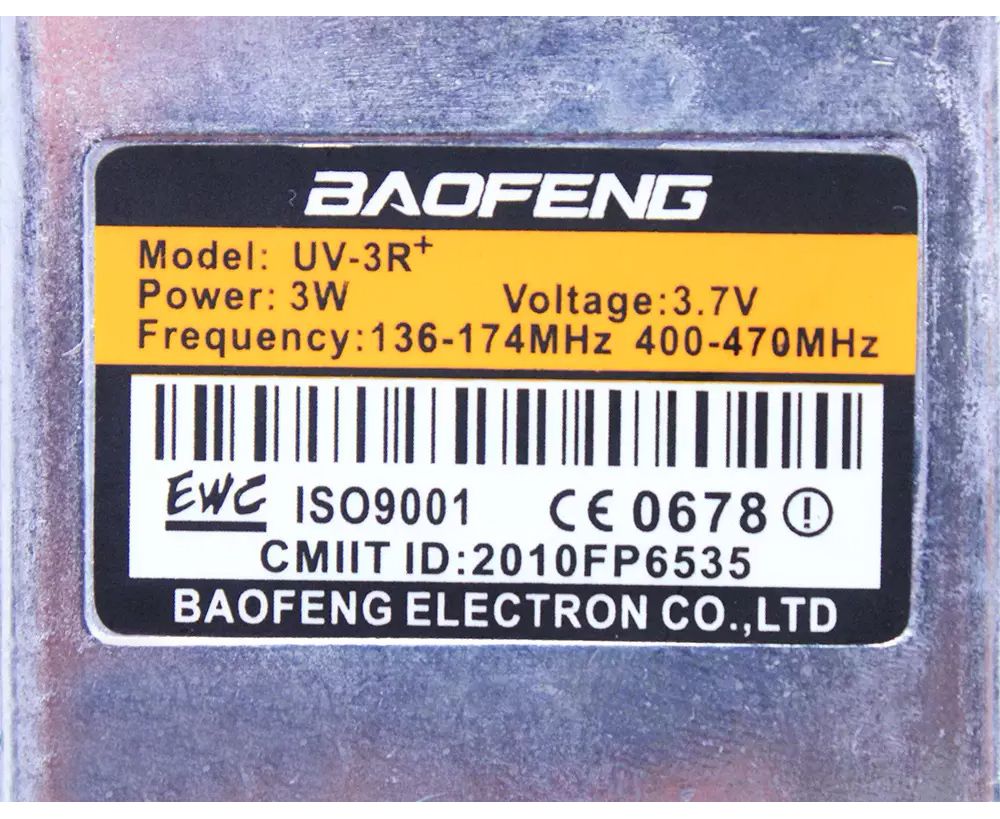 BAOFENG
Model: UV-3R+
Power: 3W Voltage:3.7V
Frequency:136-174MHz 400-470MHz
EWC ISO9001 CE 0678
CMIIT ID:2010FP6535
BAOFENG ELECTRON CO.,LTD